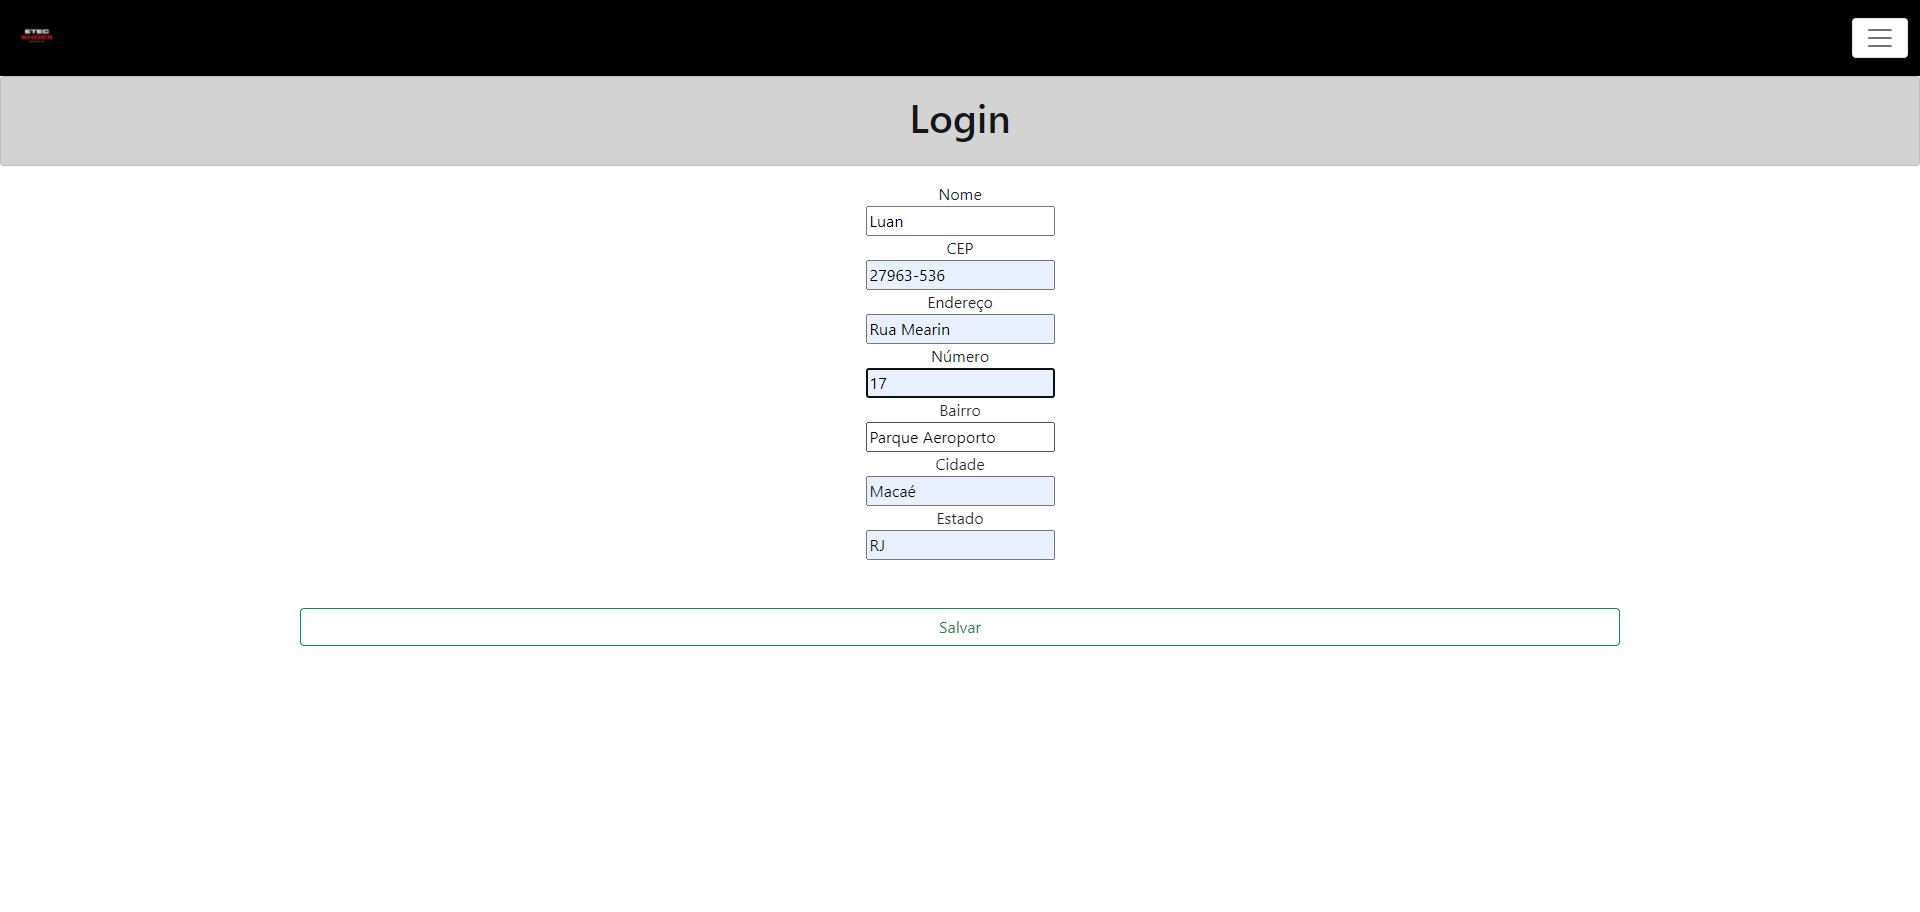 ETEC
SHOES
Login
Nome
Luan
CEP
27963-536
Endereço
Rua Mearin
Número
17
Bairro
Parque Aeroporto
Cidade
Macaé
Estado
RJ
Salvar